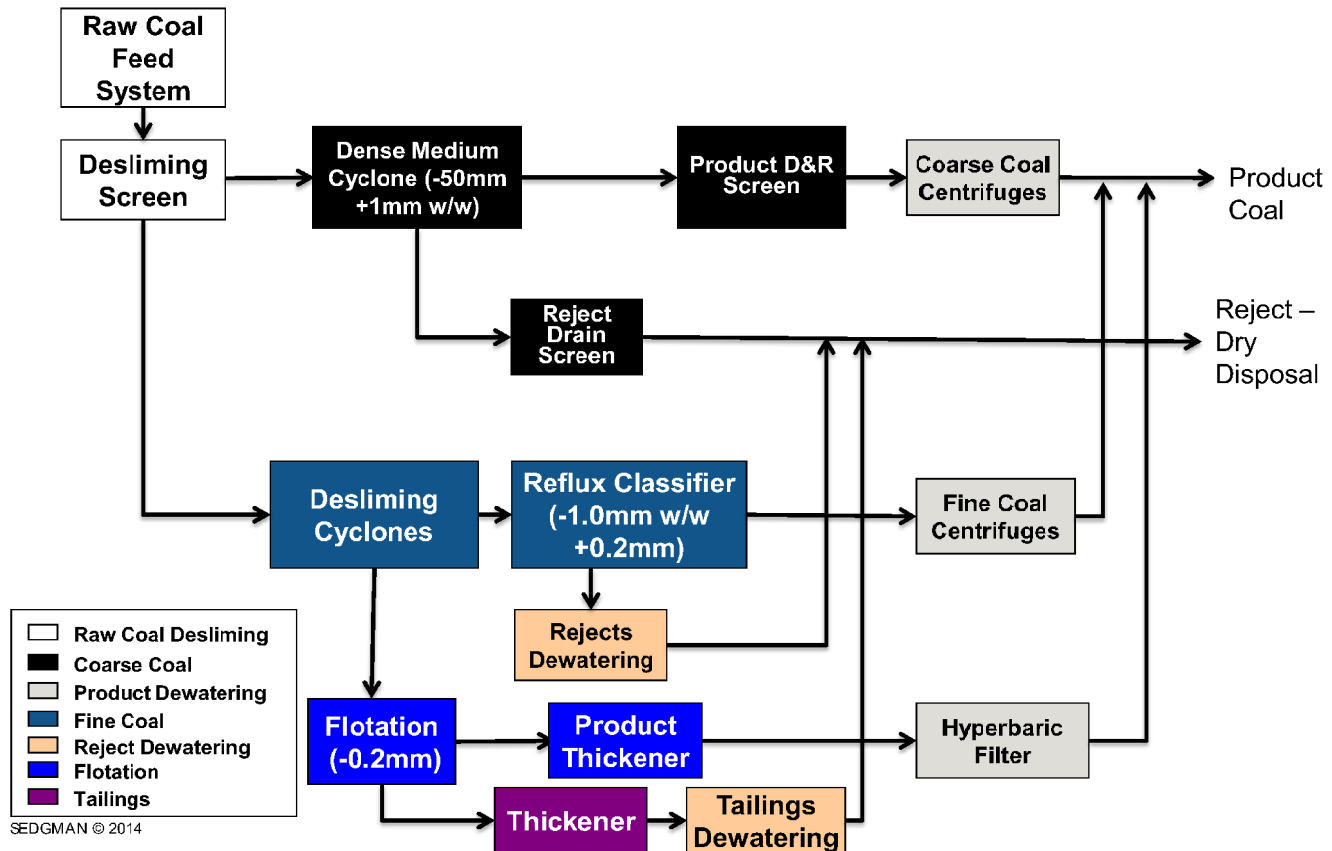 Raw Coal
Feed
System
Desliming
Screen
Dense Medium
Cyclone (-50mm
+1mm w/w)
Product D&R
Screen
Coarse Coal
Centrifuges
Product
Coal
Reject
Drain
Screen
Reject –
Dry
Disposal
Desliming
Cyclones
Reflux Classifier
(-1.0mm w/w
+0.2mm)
Fine Coal
Centrifuges
Rejects
Dewatering
Flotation
(-0.2mm)
Product
Thickener
Hyperbaric
Filter
Thickener
Tailings
Dewatering
Raw Coal Desliming
Coarse Coal
Product Dewatering
Fine Coal
Reject Dewatering
Flotation
Tailings
SEDGMAN © 2014